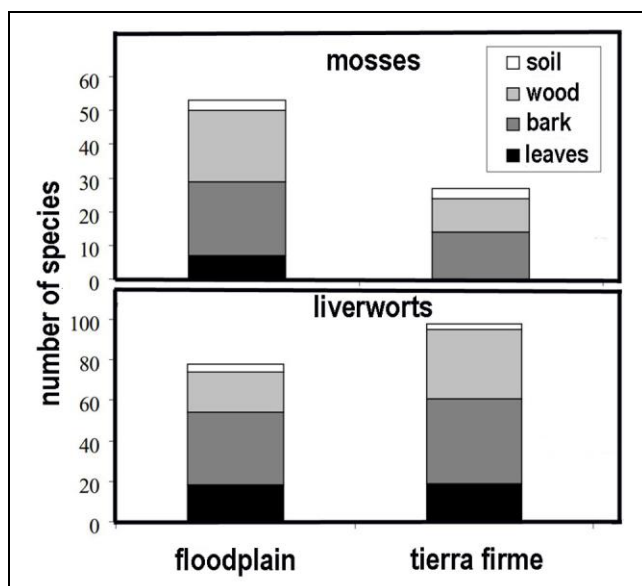 mosses
soil
wood
bark
leaves
60
50
40
30
20
10
0
number of species
liverworts
100
80
60
40
20
0
floodplain tierra firme